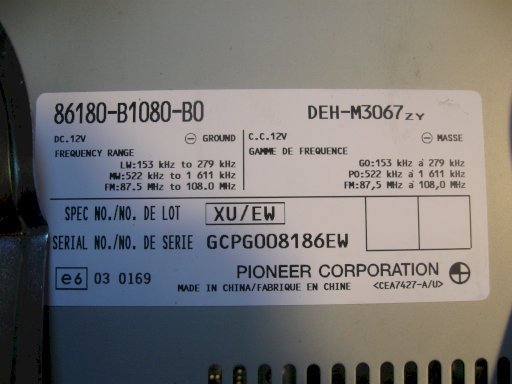 86180-B1080-B0 DEH-M3067ZY
DC.12V ⊖ GROUND C.C.12V ⊖ MASSE
FREQUENCY RANGE GAMME DE FREQUENCE
LW:153 kHz to 279 kHz GO:153 kHz à 279 kHz
MW:522 kHz to 1 611 kHz PO:522 kHz à 1 611 kHz
FM:87.5 MHz to 108.0 MHz FM:87,5 MHz à 108,0 MHz
SPEC NO./NO. DE LOT XU/EW
SERIAL NO./NO. DE SERIE GCPG008186EW
e6 03 0169 PIONEER CORPORATION
MADE IN CHINA/FABRIQUE EN CHINE <CEA7427-A/U>